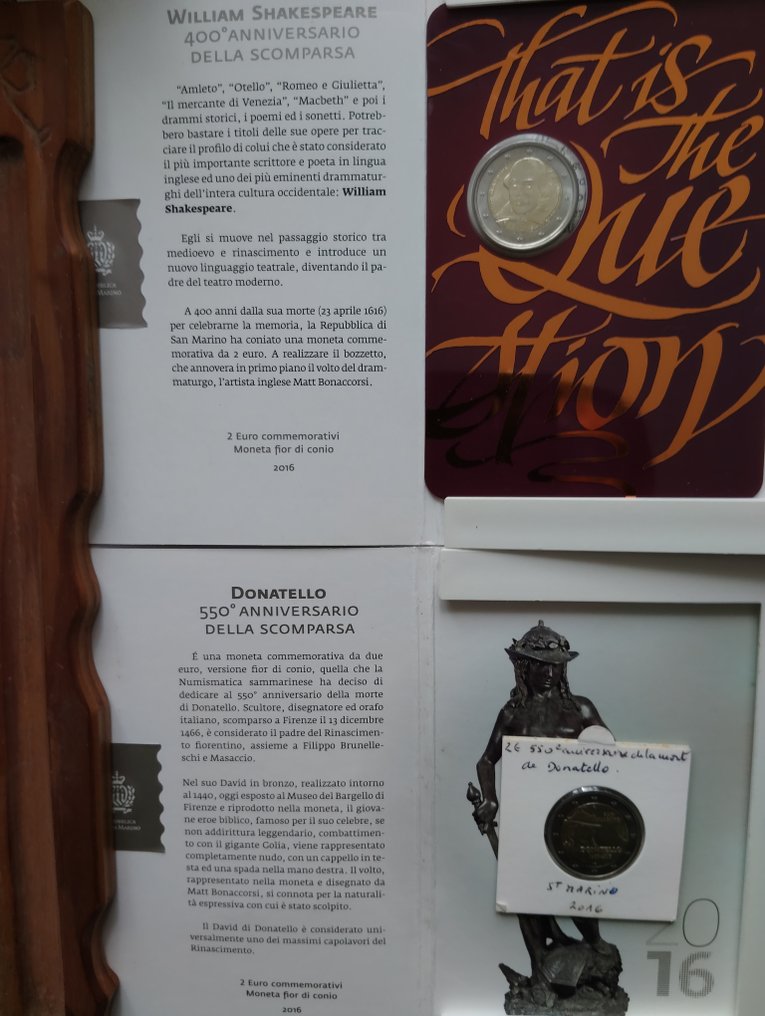 WILLIAM SHAKESPEARE
400° ANNIVERSARIO
DELLA SCOMPARSA
“Amleto”, “Otello”, “Romeo e Giulietta”,
“Il mercante di Venezia”, “Macbeth” e poi i
drammi storici, i poemi ed i sonetti. Potreb-
bero bastare i titoli delle sue opere per trac-
ciare il profilo di colui che è stato considerato
il più importante scrittore e poeta in lingua
inglese ed uno dei più eminenti drammatur-
ghi dell’intera cultura occidentale: William
Shakespeare.
Egli si muove nel passaggio storico tra
medioevo e rinascimento e introduce un
nuovo linguaggio teatrale, diventando il pa-
dre del teatro moderno.
A 400 anni dalla sua morte (23 aprile 1616)
per celebrarne la memoria, la Repubblica di
San Marino ha coniato una moneta comme-
morativa da 2 euro. A realizzare il bozzetto,
che annovera in primo piano il volto del dram-
maturgo, l’artista inglese Matt Bonaccorsi.
2 Euro commemorativi
Moneta fior di conio
2016
That is
The
Que
stion
DONATELLO
550° ANNIVERSARIO
DELLA SCOMPARSA
É una moneta commemorativa da due
euro, versione fior di conio, quella che la
Numismatica sammarinese ha deciso di
dedicare al 550° anniversario della morte
di Donatello. Scultore, disegnatore ed orafo
italiano, scomparso a Firenze il 13 dicembre
1466, è considerato il padre del Rinascimen-
to fiorentino, assieme a Filippo Brunelle-
schi e Masaccio.
Nel suo David in bronzo, realizzato intorno
al 1440, oggi esposto al Museo del Bargello di
Firenze e riprodotto nella moneta, il giova-
ne eroe biblico, famoso per il suo celebre, se
non addirittura leggendario, combattimen-
to con il gigante Golia, viene rappresentato
completamente nudo, con un cappello in te-
sta ed una spada nella mano destra. Il volto,
rappresentato nella moneta e disegnato da
Matt Bonaccorsi, si connota per la naturali-
tà espressiva con cui è stato scolpito.
Il David di Donatello è considerato uni-
versalmente uno dei massimi capolavori del
Rinascimento.
2 Euro commemorativi
Moneta fior di conio
2016
2€ 550e anniversaire de la mort
de Donatello.
DONATELLO
ST MARINO
2016
20
16